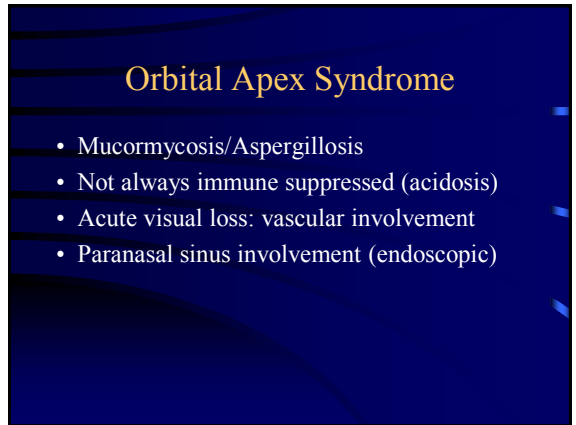 Orbital Apex Syndrome
• Mucormycosis/Aspergillosis
• Not always immune suppressed (acidosis)
• Acute visual loss: vascular involvement
• Paranasal sinus involvement (endoscopic)